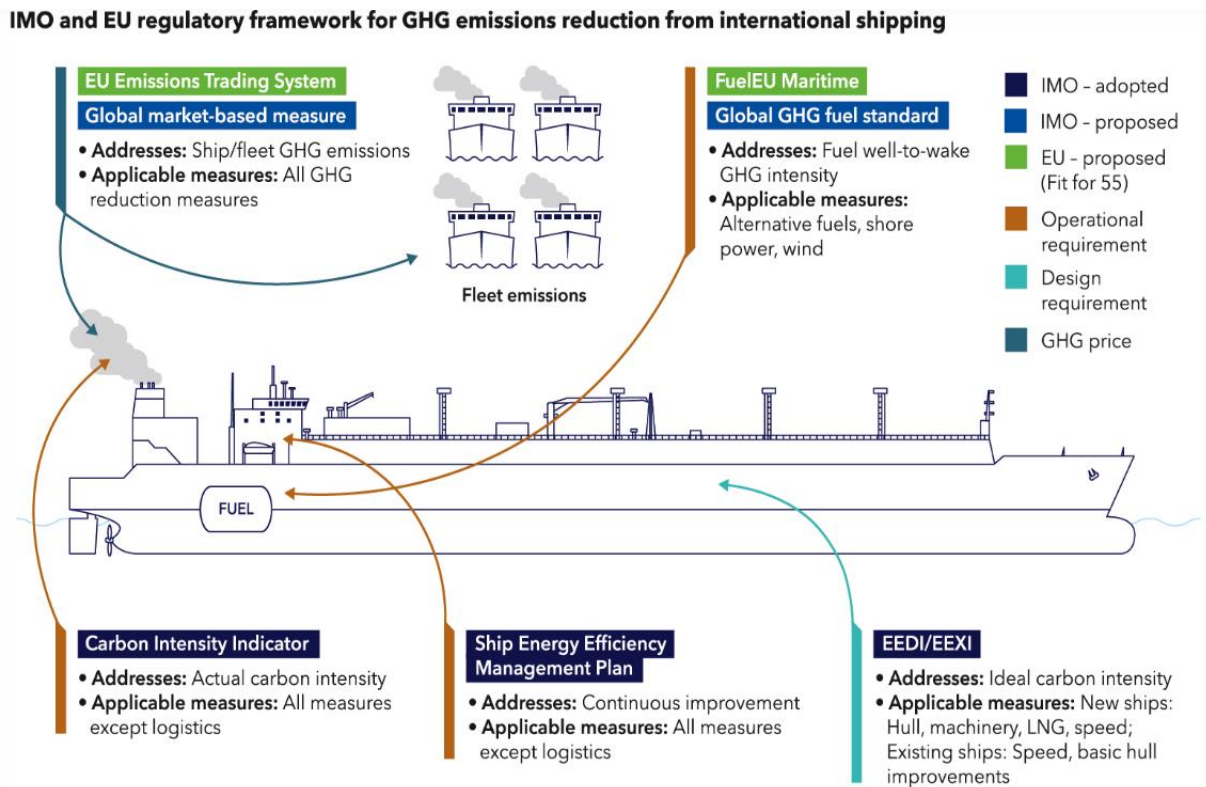 IMO and EU regulatory framework for GHG emissions reduction from international shipping
EU Emissions Trading System
Global market-based measure
• Addresses: Ship/fleet GHG emissions
• Applicable measures: All GHG
reduction measures
Fleet emissions
FuelEU Maritime
Global GHG fuel standard
• Addresses: Fuel well-to-wake
GHG intensity
• Applicable measures:
Alternative fuels, shore
power, wind
IMO – adopted
IMO – proposed
EU – proposed
(Fit for 55)
Operational
requirement
Design
requirement
GHG price
FUEL
Carbon Intensity Indicator
• Addresses: Actual carbon intensity
• Applicable measures: All measures
except logistics
Ship Energy Efficiency
Management Plan
• Addresses: Continuous improvement
• Applicable measures: All measures
except logistics
EEDI/EEXI
• Addresses: Ideal carbon intensity
• Applicable measures: New ships:
Hull, machinery, LNG, speed;
Existing ships: Speed, basic hull
improvements